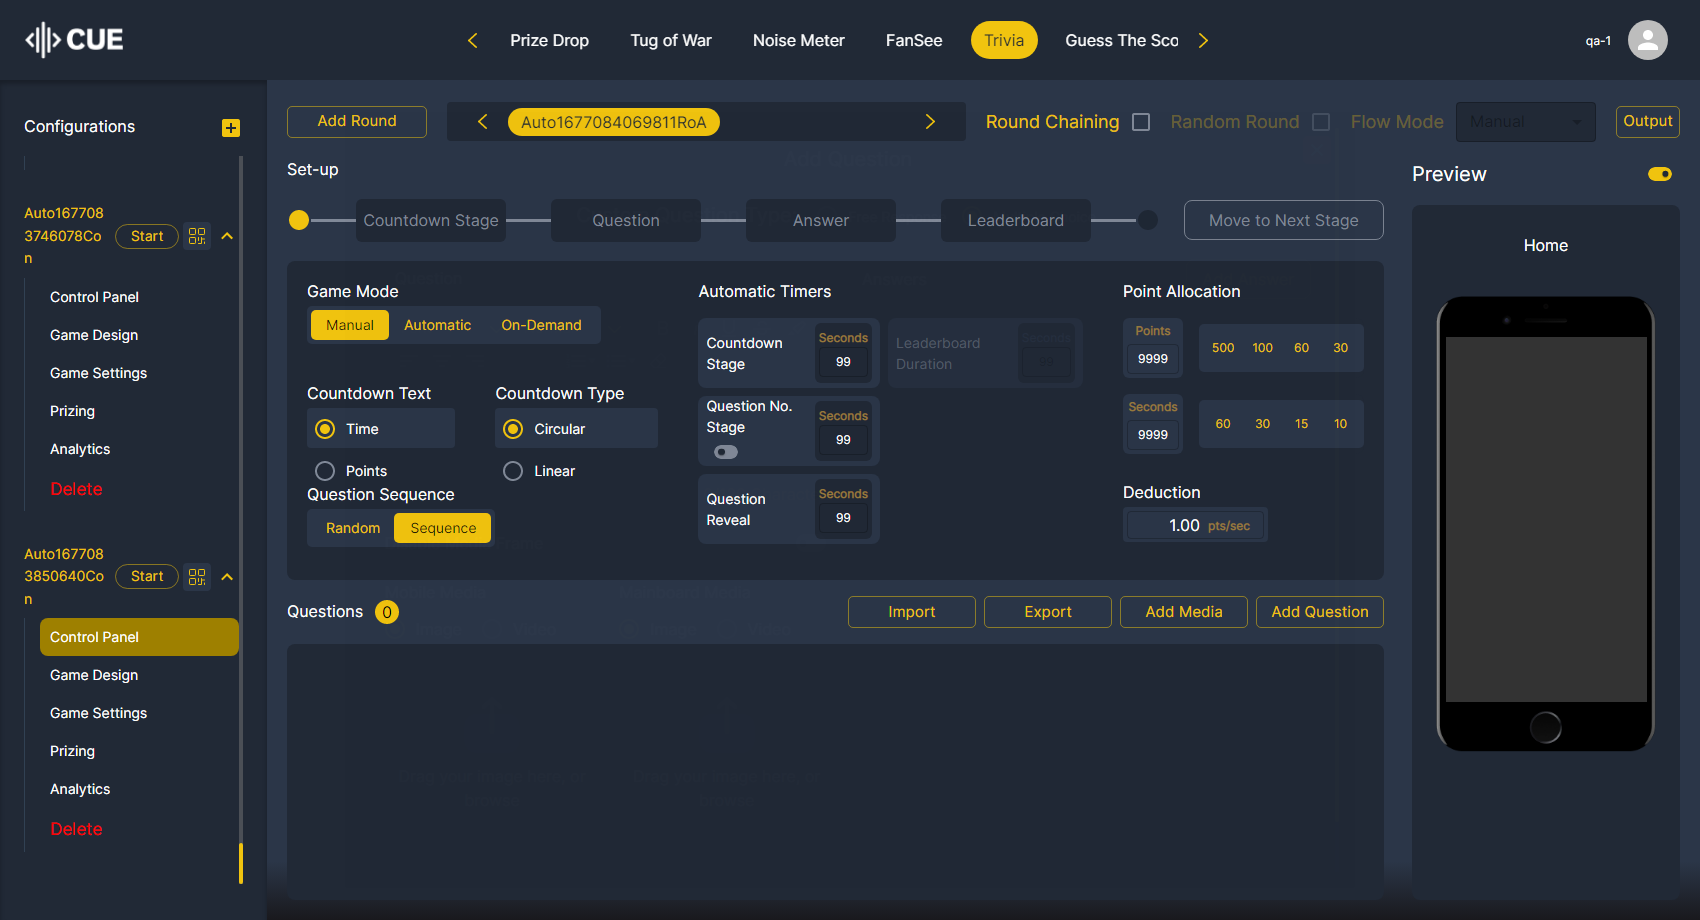 CUE
Prize Drop
Tug of War
Noise Meter
FanSee
Trivia
Guess The Sco
qa-1
Configurations
Auto167708
3746078Co
n
Start
Control Panel
Game Design
Game Settings
Prizing
Analytics
Delete
Auto167708
3850640Co
n
Start
Control Panel
Game Design
Game Settings
Prizing
Analytics
Delete
Add Round
Auto1677084069811RoA
Round Chaining
Random Round
Flow Mode
Manual
Output
Set-up
Countdown Stage
Question
Answer
Leaderboard
Move to Next Stage
Game Mode
Manual
Automatic
On-Demand
Countdown Text
Time
Points
Countdown Type
Circular
Linear
Question Sequence
Random
Sequence
Automatic Timers
Countdown
Stage
Seconds
99
Leaderboard
Duration
Seconds
Question No.
Stage
Seconds
99
Question
Reveal
Seconds
99
Point Allocation
Points
9999
500
100
60
30
Seconds
9999
60
30
15
10
Deduction
1.00 pts/sec
Questions 0
Import
Export
Add Media
Add Question
Preview
Home